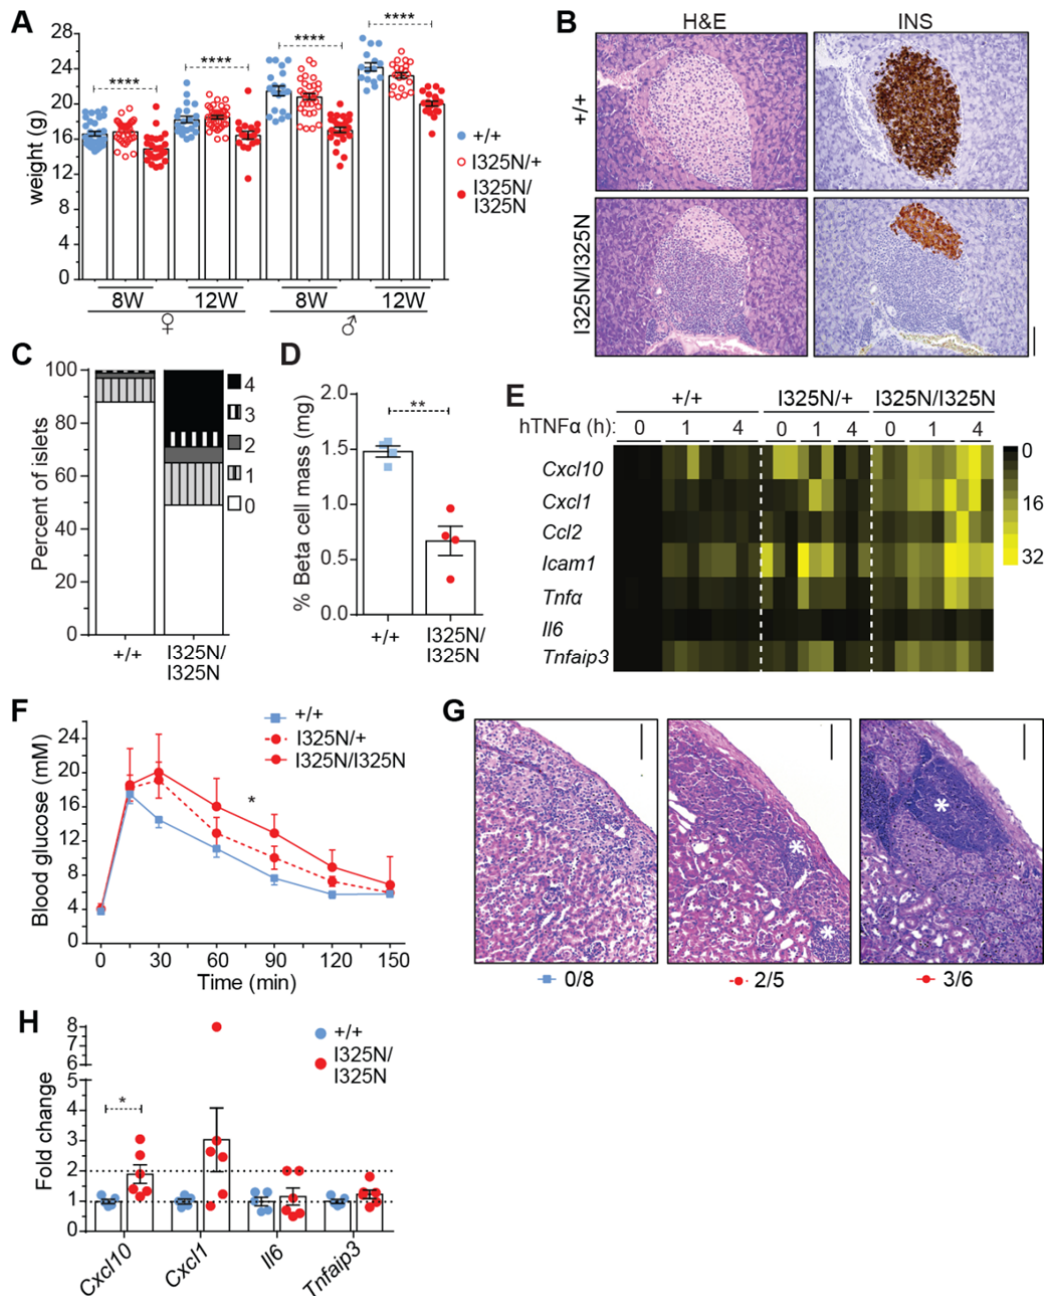 A
weight (g)
28
24
20
16
12
8
4
0
****
****
****
****
+/+
I325N/+
I325N/
I325N
8W
12W
8W
12W
♀
♂
B
H&E
INS
+/+
I325N/I325N
C
Percent of islets
100
80
60
40
20
0
4
3
2
1
0
+/+
I325N/
I325N
D
% Beta cell mass (mg)
2.0
1.5
1.0
0.5
0.0
**
+/+
I325N/
I325N
E
+/+
I325N/+
I325N/I325N
hTNFα (h):
0 1 4 0 1 4 0 1 4
Cxcl10
Cxcl1
Ccl2
Icam1
Tnfα
Il6
Tnfaip3
0
16
32
F
Blood glucose (mM)
24
20
16
12
8
4
0
+/+
I325N/+
I325N/I325N
*
0 30 60 90 120 150
Time (min)
G
*
*
*
0/8
2/5
3/6
H
Fold change
8
7
6
5
4
3
2
1
0
*
+/+
I325N/
I325N
Cxcl10
Cxcl1
Il6
Tnfaip3